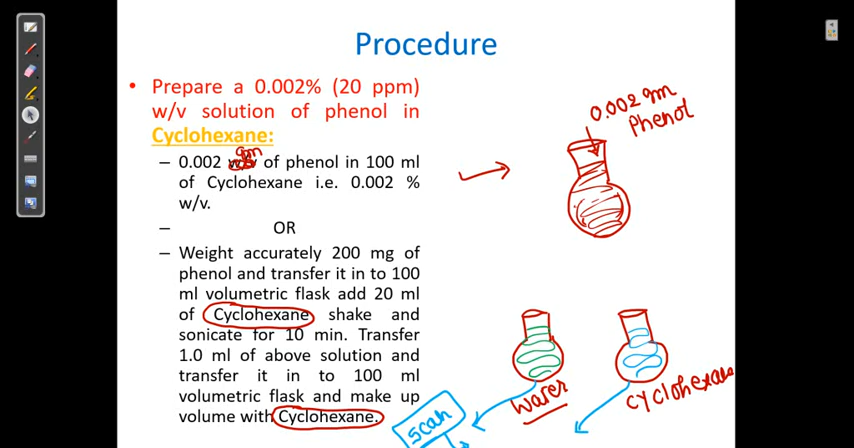 Procedure
• Prepare a 0.002% (20 ppm)
w/v solution of phenol in
Cyclohexane:
– 0.002 gm of phenol in 100 ml
of Cyclohexane i.e. 0.002 %
w/v.
– OR
– Weight accurately 200 mg of
phenol and transfer it in to 100
ml volumetric flask add 20 ml
of Cyclohexane shake and
sonicate for 10 min. Transfer
1.0 ml of above solution and
transfer it in to 100 ml
volumetric flask and make up
volume with Cyclohexane.
0.002 gm
Phenol
water
cyclohexane
scan